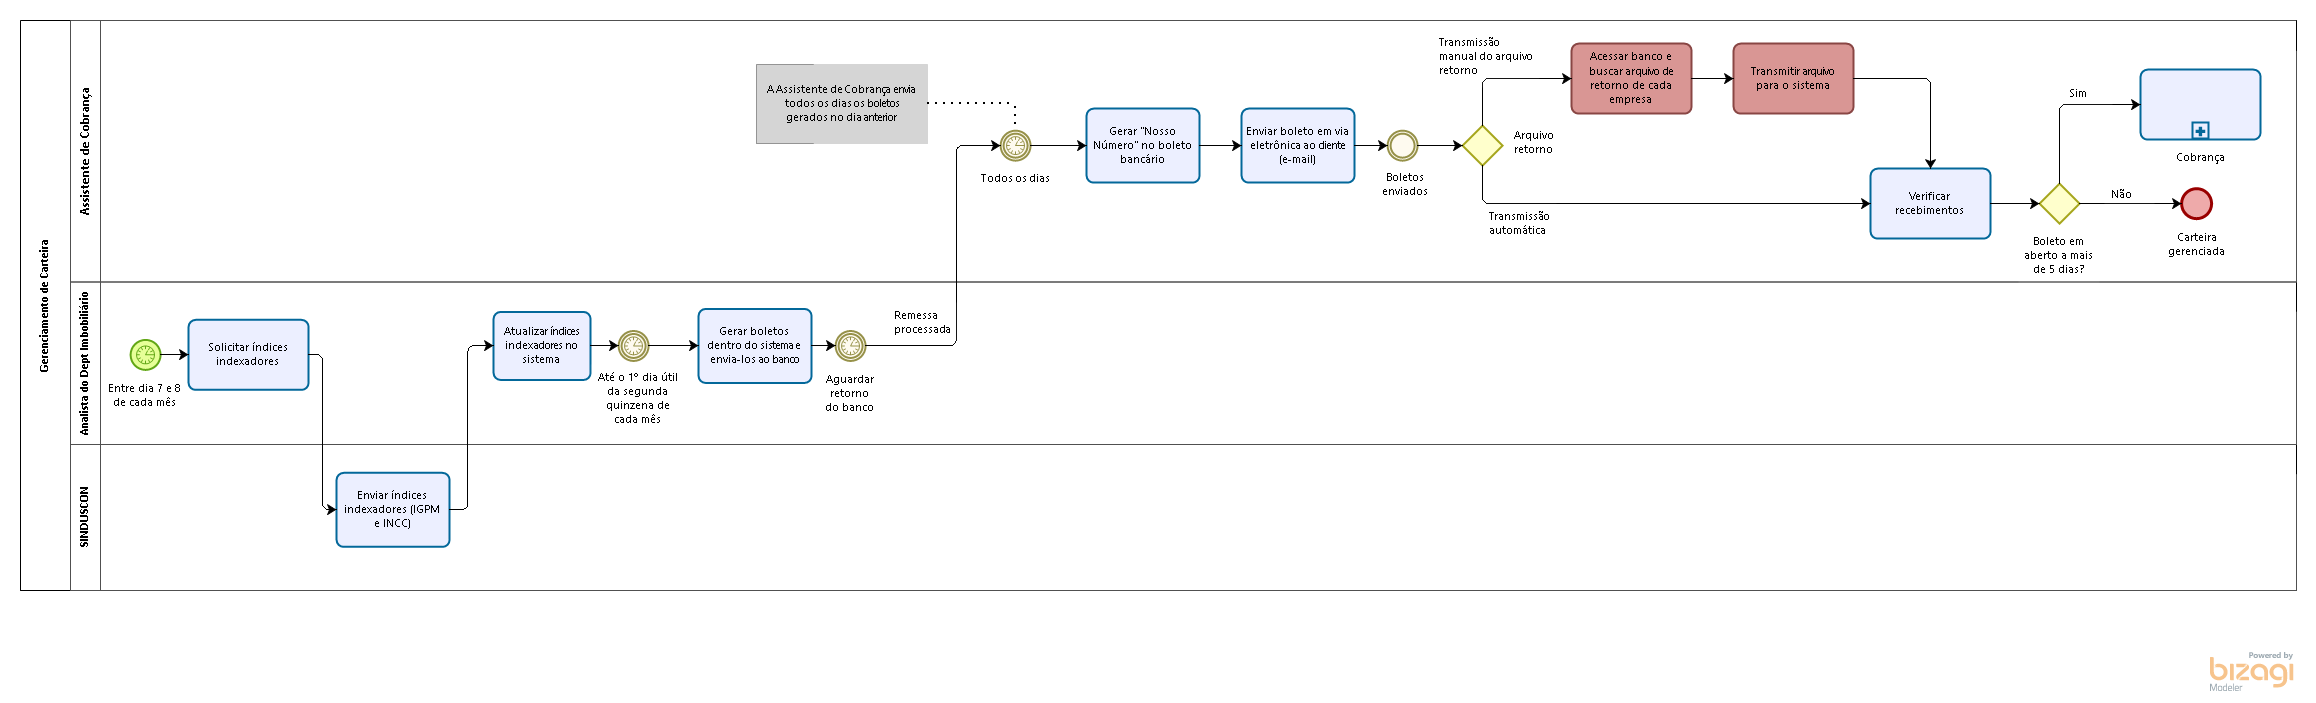 Gerenciamento de Carteira
Assistente de Cobrança
A Assistente de Cobrança envia
todos os dias os boletos
gerados no dia anterior
Todos os dias
Gerar "Nosso
Número" no boleto
bancário
Enviar boleto em via
eletrônica ao cliente
(e-mail)
Boletos
enviados
Transmissão
manual do arquivo
retorno
Arquivo
retorno
Transmissão
automática
Acessar banco e
buscar arquivo de
retorno de cada
empresa
Transmitir arquivo
para o sistema
Verificar
recebimentos
Boleto em
aberto a mais
de 5 dias?
Sim
Cobrança
Não
Carteira
gerenciada
Analista do Dept Imbobiliário
Entre dia 7 e 8
de cada mês
Solicitar índices
indexadores
Atualizar índices
indexadores no
sistema
Até o 1º dia útil
da segunda
quinzena de
cada mês
Gerar boletos
dentro do sistema e
envia-los ao banco
Aguardar
retorno
do banco
Remessa
processada
SINDUSCON
Enviar índices
indexadores (IGPM
e INCC)
Powered by
bizagi
Modeler